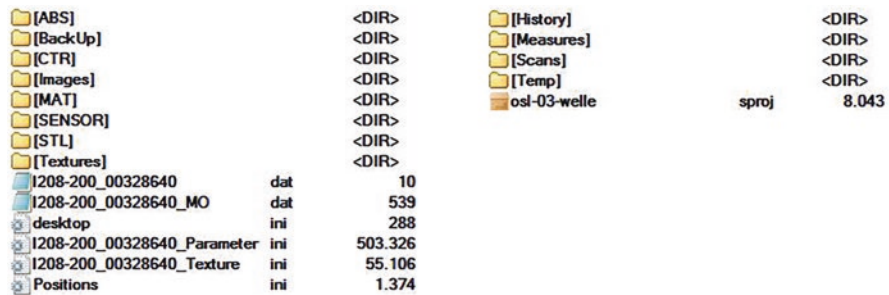 [ABS] <DIR>
[BackUp] <DIR>
[CTR] <DIR>
[Images] <DIR>
[MAT] <DIR>
[SENSOR] <DIR>
[STL] <DIR>
[Textures] <DIR>
I208-200_00328640 dat 10
I208-200_00328640_MO dat 539
desktop ini 288
I208-200_00328640_Parameter ini 503.326
I208-200_00328640_Texture ini 55.106
Positions ini 1.374
[History] <DIR>
[Measures] <DIR>
[Scans] <DIR>
[Temp] <DIR>
osl-03-welle sproj 8.043